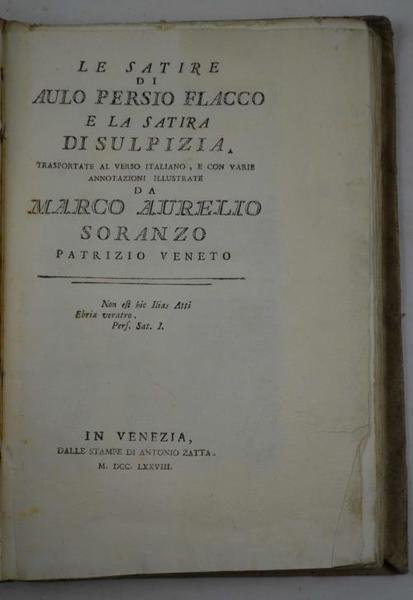 LE SATIRE
DI
AULO PERSIO FLACCO
E LA SATIRA
DI SULPIZIA.
TRASPORTATE AL VERSO ITALIANO, E CON VARIE
ANNOTAZIONI ILLUSTRATE
DA
MARCO AURELIO
SORANZO
PATRIZIO VENETO
Non eſt hic Ilias Atti
Ebria veratro.
Perſ. Sat. I.
IN VENEZIA,
DALLE STAMPE DI ANTONIO ZATTA.
M. DCC. LXXVIII.